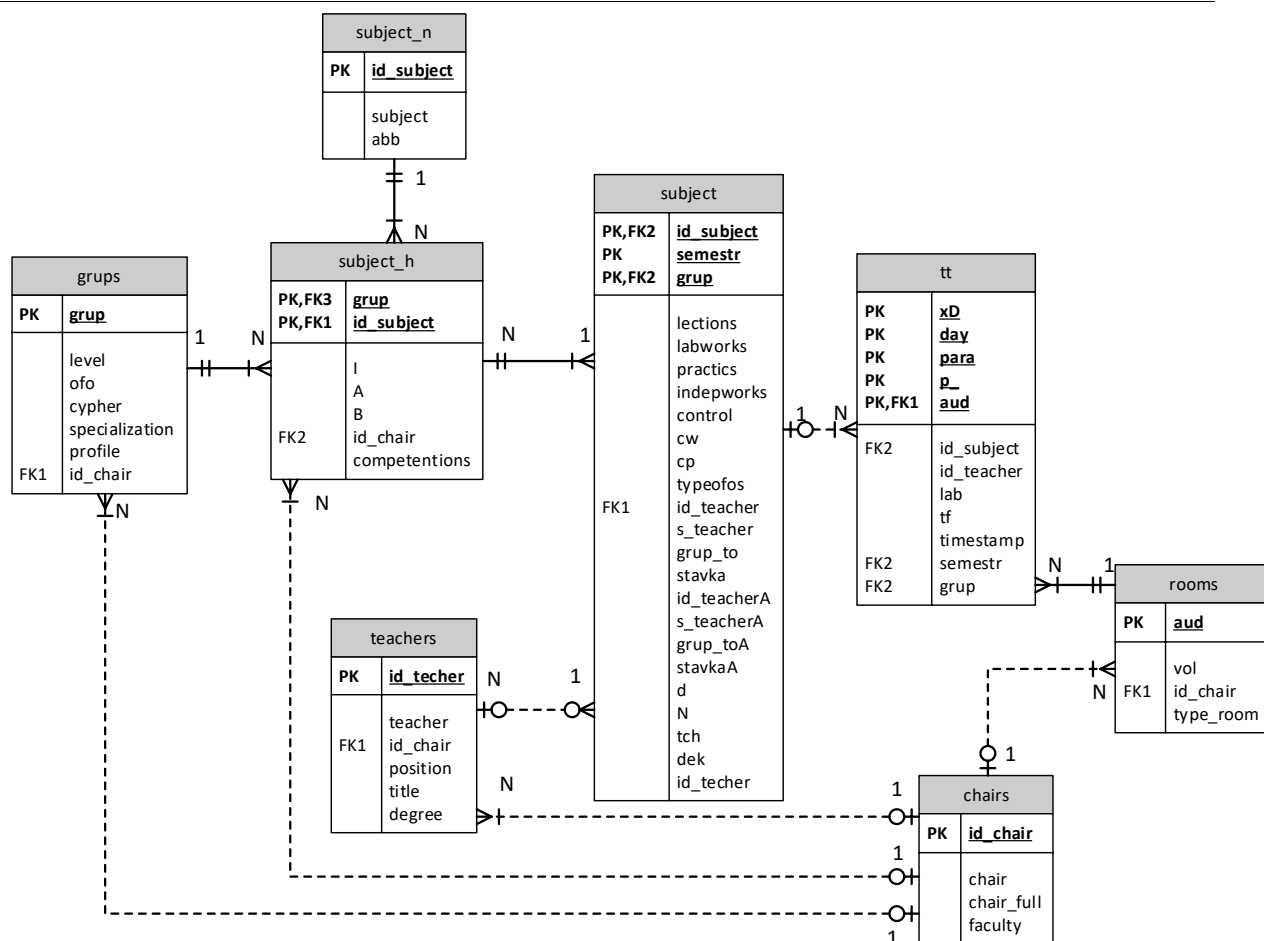 subject_n
PK id_subject
subject
abb
1
N
grups
PK grup
level
ofo
cypher
specialization
profile
FK1 id_chair
1
N
N
subject_h
PK,FK3 grup
PK,FK1 id_subject
I
A
B
FK2 id_chair
competentions
N
1
N
subject
PK,FK2 id_subject
PK semestr
PK,FK2 grup
lections
labworks
practics
indepworks
control
cw
cp
typeofos
FK1 id_teacher
s_teacher
grup_to
stavka
id_teacherA
s_teacherA
grup_toA
stavkaA
d
N
tch
dek
id_techer
1
N
tt
PK xD
PK day
PK para
PK p_
PK,FK1 aud
FK2 id_subject
id_teacher
lab
tf
timestamp
FK2 semestr
FK2 grup
N
1
rooms
PK aud
vol
FK1 id_chair
type_room
N
1
teachers
PK id_techer
teacher
FK1 id_chair
position
title
degree
N
1
N
1
1
1
chairs
PK id_chair
chair
chair_full
faculty